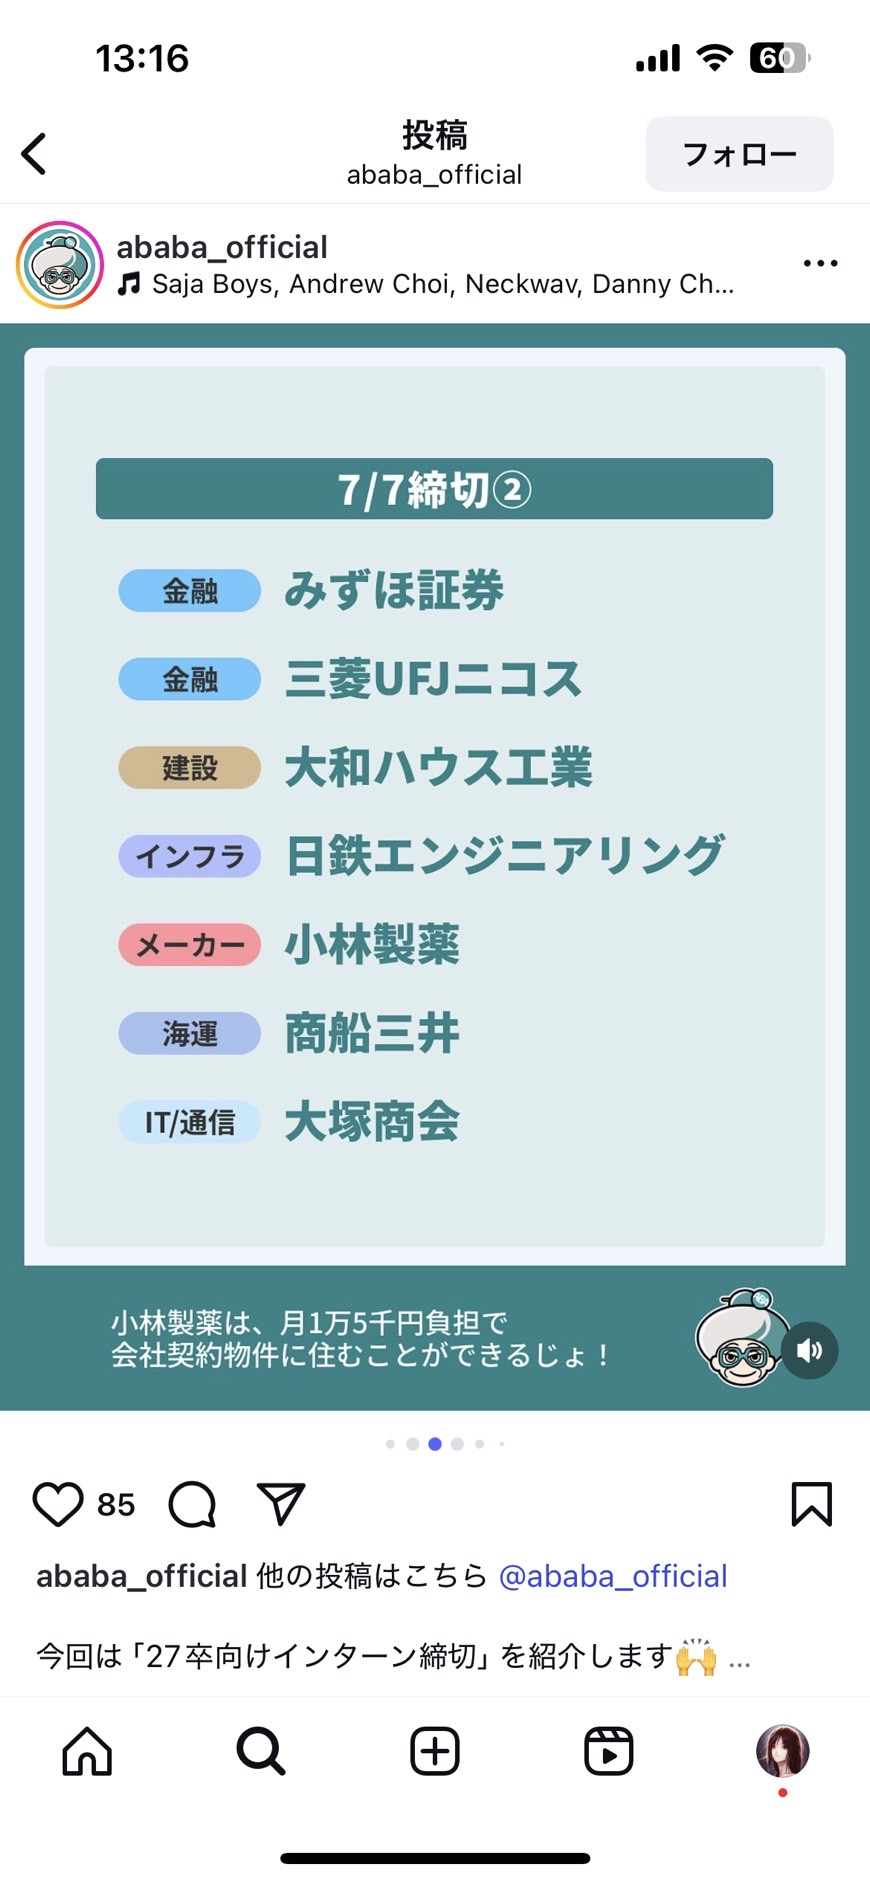 13:16
60
投稿
ababa_official
フォロー
ababa_official
Saja Boys, Andrew Choi, Neckwav, Danny Ch...
7/7締切②
金融 みずほ証券
金融 三菱UFJニコス
建設 大和ハウス工業
インフラ 日鉄エンジニアリング
メーカー 小林製薬
海運 商船三井
IT/通信 大塚商会
小林製薬は、月1万5千円負担で
会社契約物件に住むことができるじょ！
85
ababa_official 他の投稿はこちら @ababa_official
今回は「27卒向けインターン締切」を紹介します🙌 ...